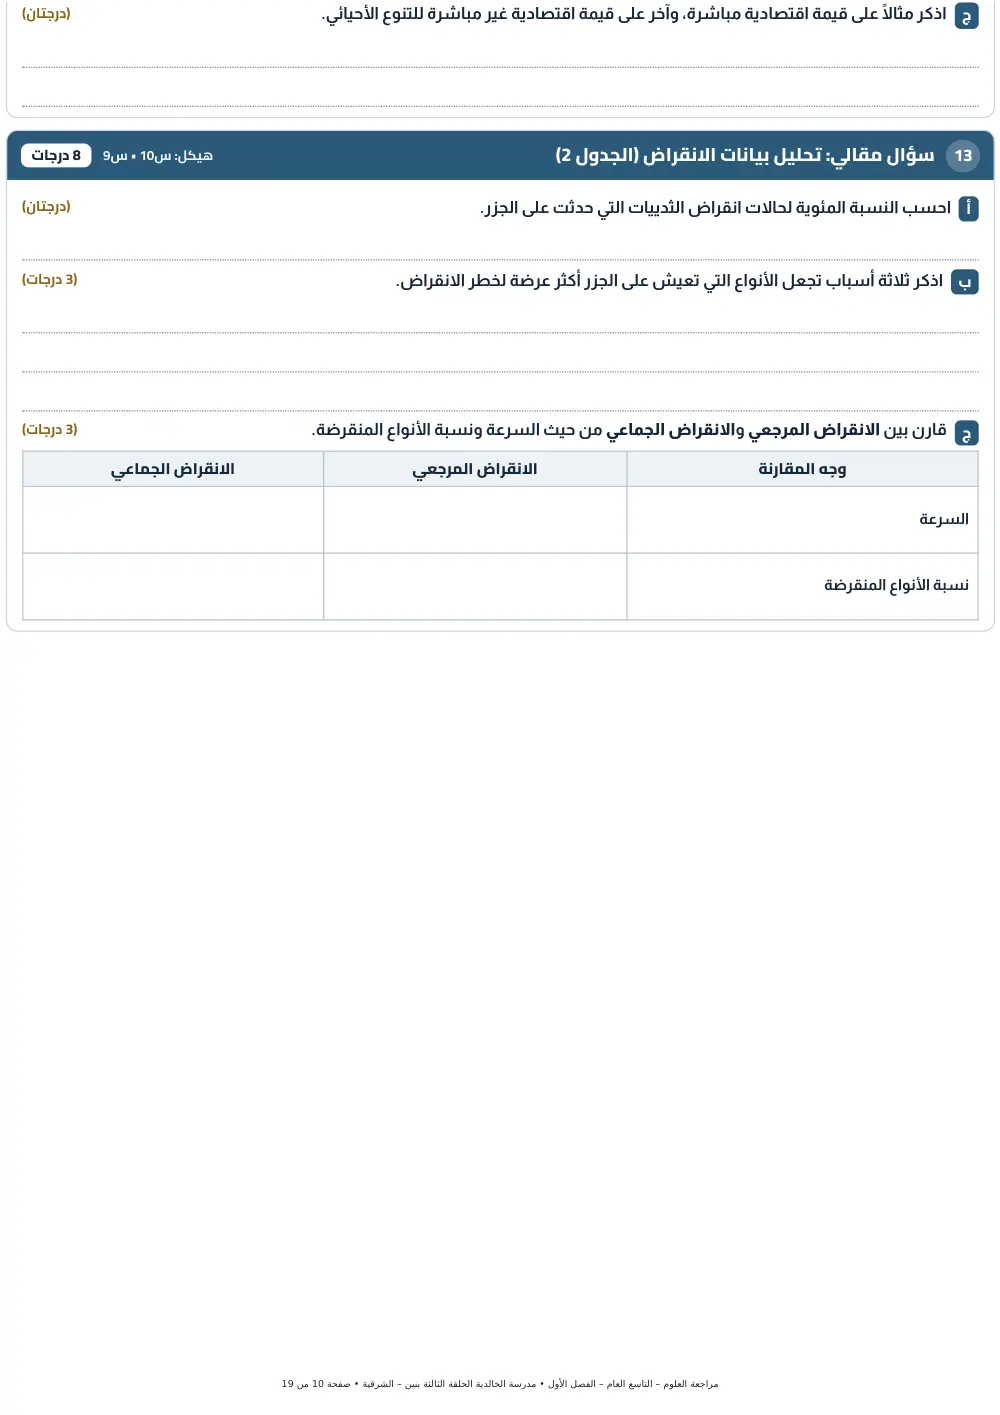 ج اذكر مثالًا على قيمة اقتصادية مباشرة، وآخر على قيمة اقتصادية غير مباشرة للتنوع الأحيائي. (درجتان)
13 سؤال مقالي: تحليل بيانات الانقراض (الجدول 2) هيكل: س10 • س9 8 درجات
أ احسب النسبة المئوية لحالات انقراض الثدييات التي حدثت على الجزر. (درجتان)
ب اذكر ثلاثة أسباب تجعل الأنواع التي تعيش على الجزر أكثر عرضة لخطر الانقراض. (3 درجات)
ج قارن بين الانقراض المرجعي والانقراض الجماعي من حيث السرعة ونسبة الأنواع المنقرضة. (3 درجات)
وجه المقارنة الانقراض المرجعي الانقراض الجماعي
السرعة
نسبة الأنواع المنقرضة
مراجعة العلوم – التاسع العام – الفصل الأول • مدرسة الخالدية الحلقة الثالثة بنين – الشرقية • صفحة 10 من 19